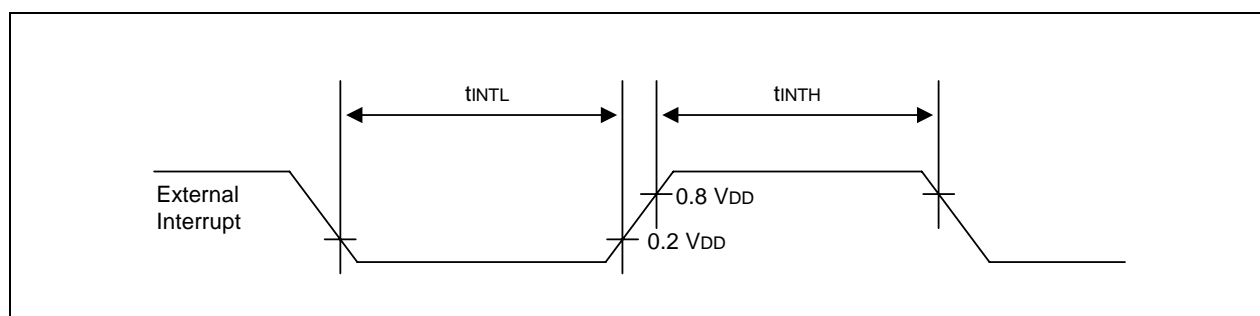 tINTL
tINTH
External
Interrupt
0.8 VDD
0.2 VDD